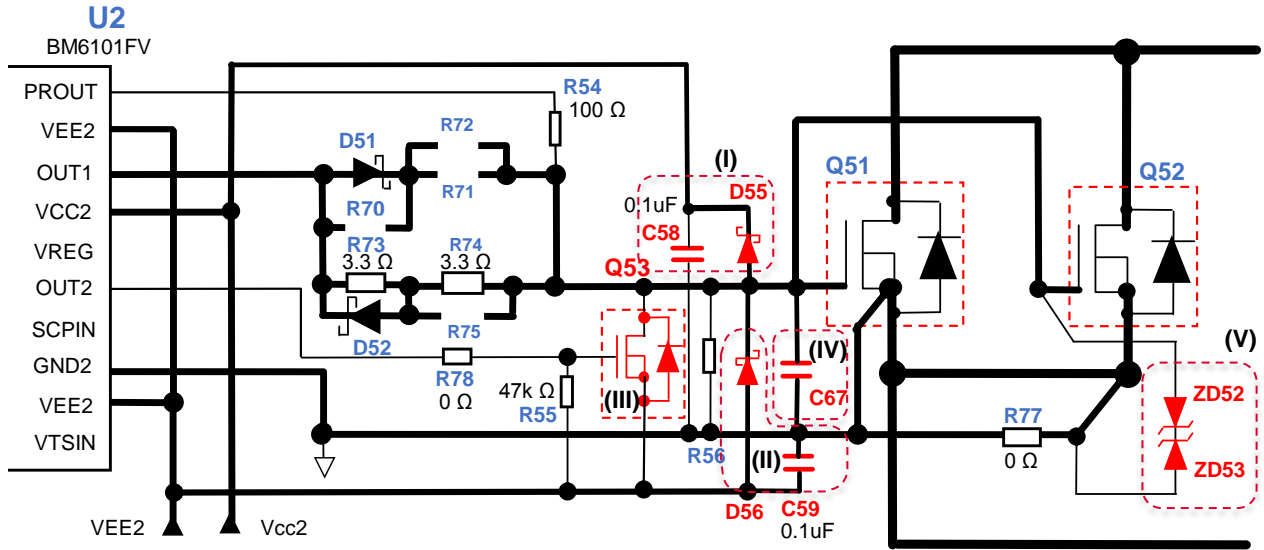 U2
BM6101FV
PROUT
VEE2
OUT1
VCC2
VREG
OUT2
SCPIN
GND2
VEE2
VTSIN
VEE2
Vcc2
D51
R72
R71
R70
R73
3.3 Ω
R74
3.3 Ω
D52
R75
R54
100 Ω
R78
0 Ω
47k Ω
R55
Q53
(III)
(I)
0.1uF
D55
C58
R56
(IV)
C67
(II)
D56
C59
0.1uF
Q51
Q52
R77
0 Ω
(V)
ZD52
ZD53